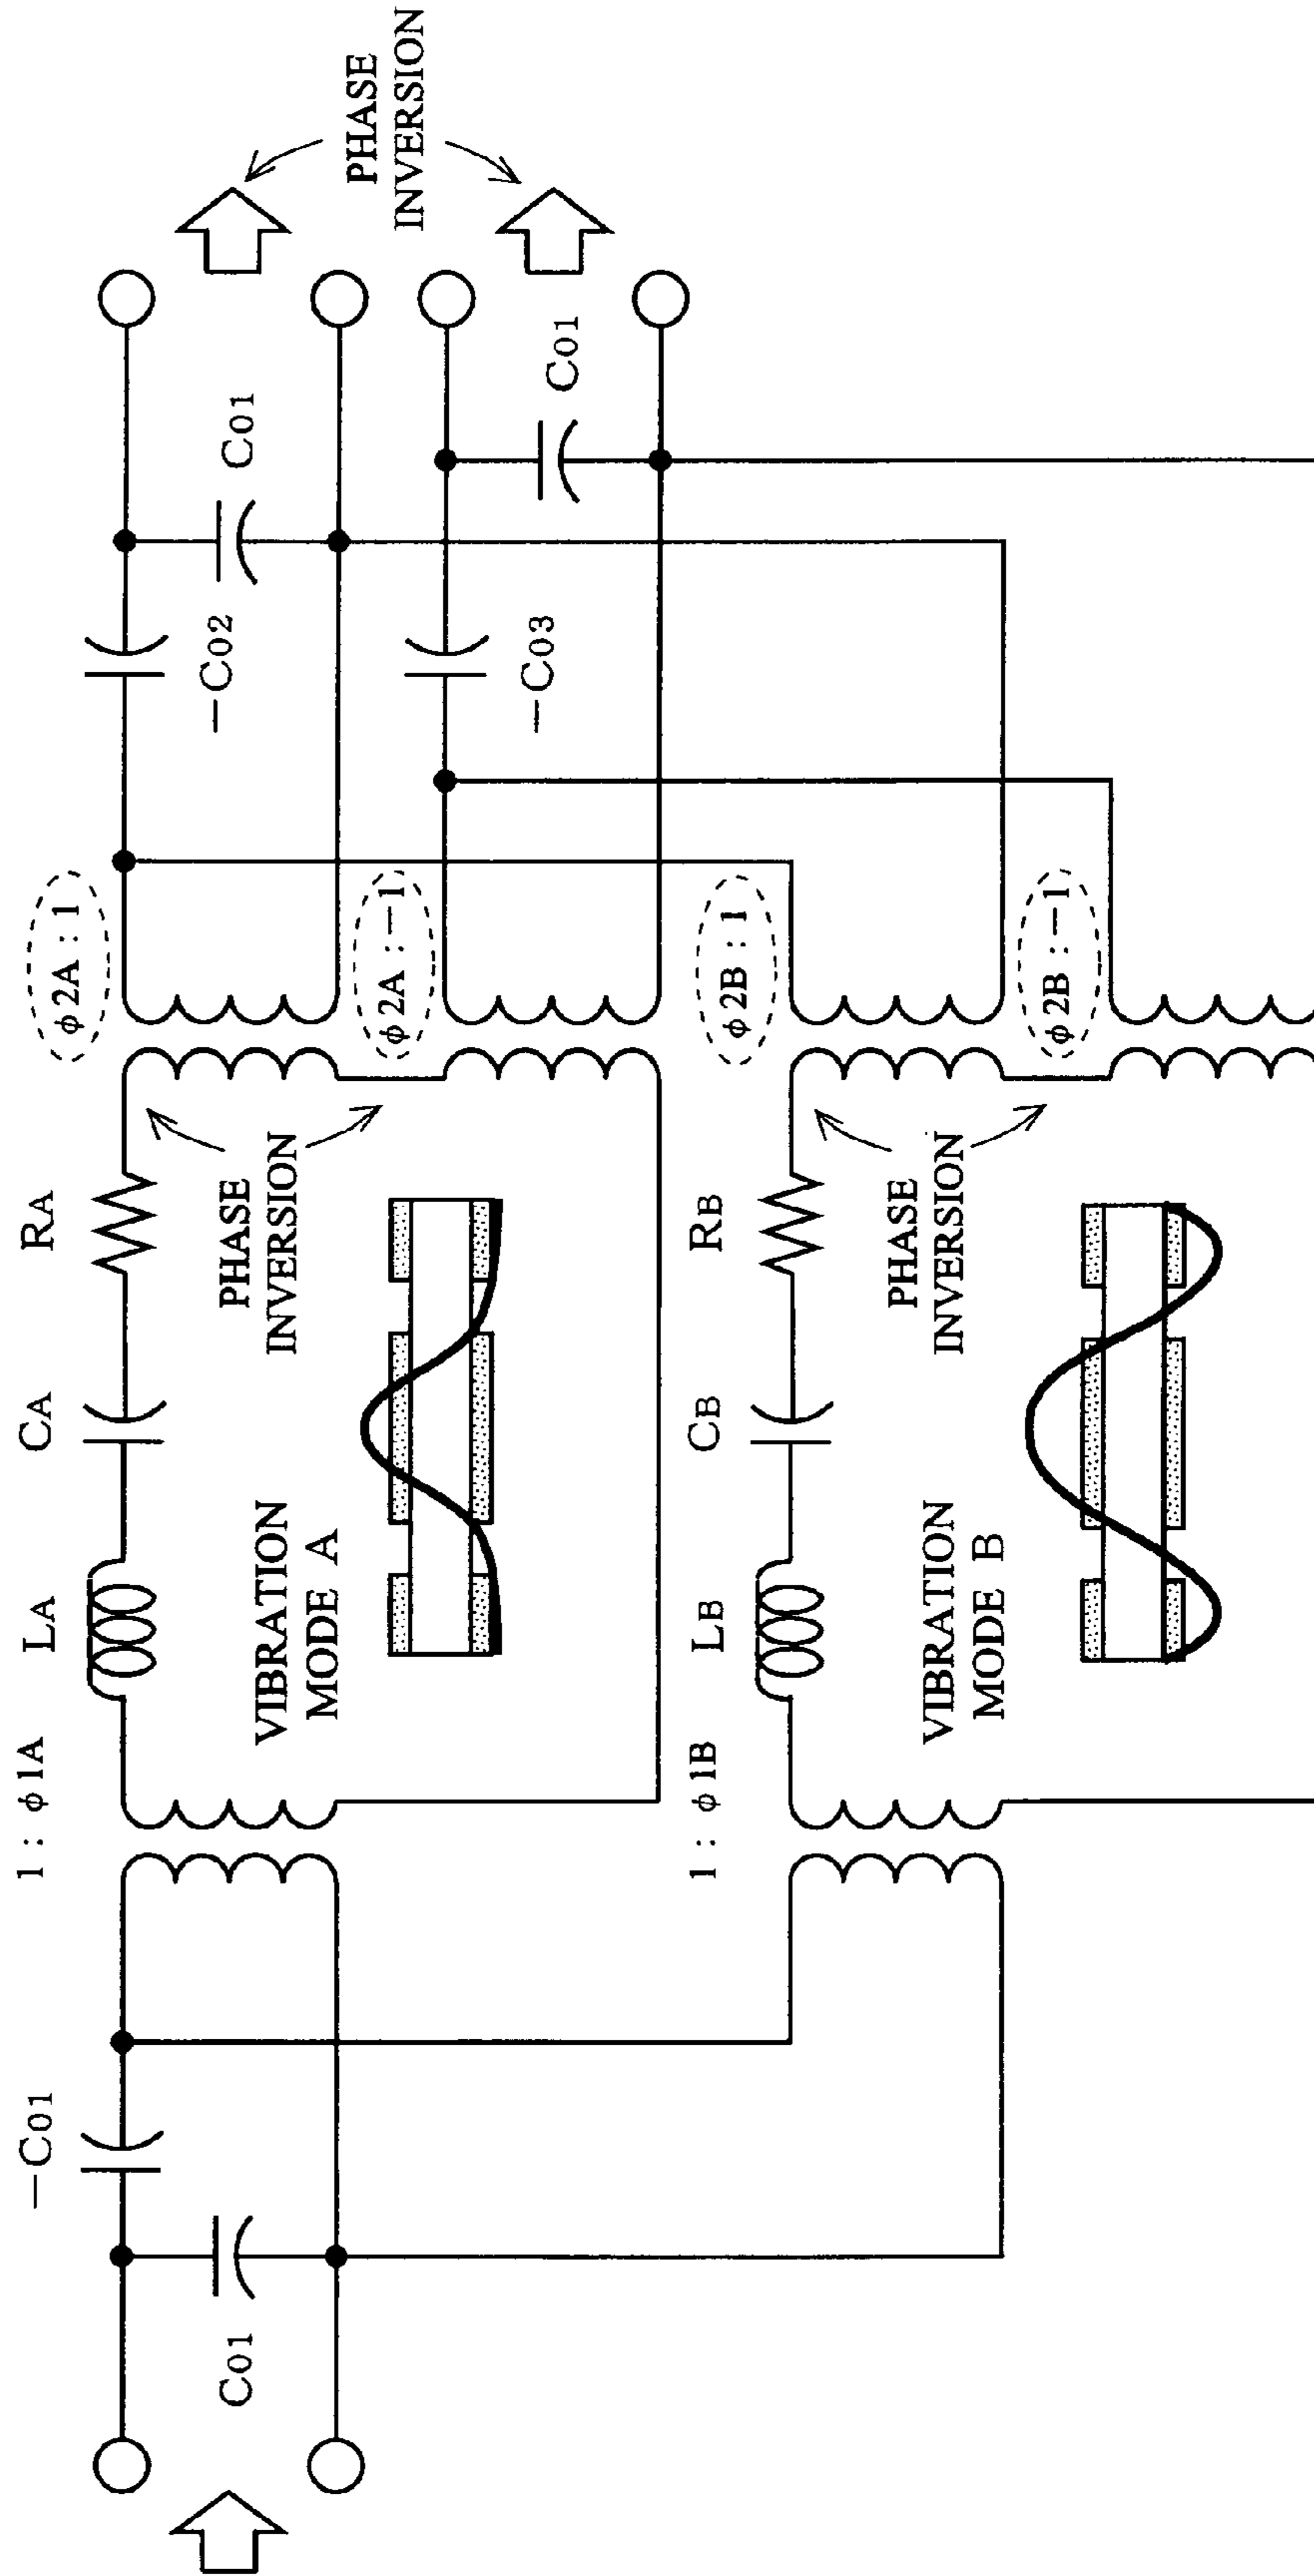 −C01
C01
1 : φ1A
LA
CA
RA
VIBRATION
MODE A
PHASE
INVERSION
φ2A : 1
φ2A : −1
−C02
C01
−C03
C01
PHASE
INVERSION
1 : φ1B
LB
CB
RB
VIBRATION
MODE B
PHASE
INVERSION
φ2B : 1
φ2B : −1